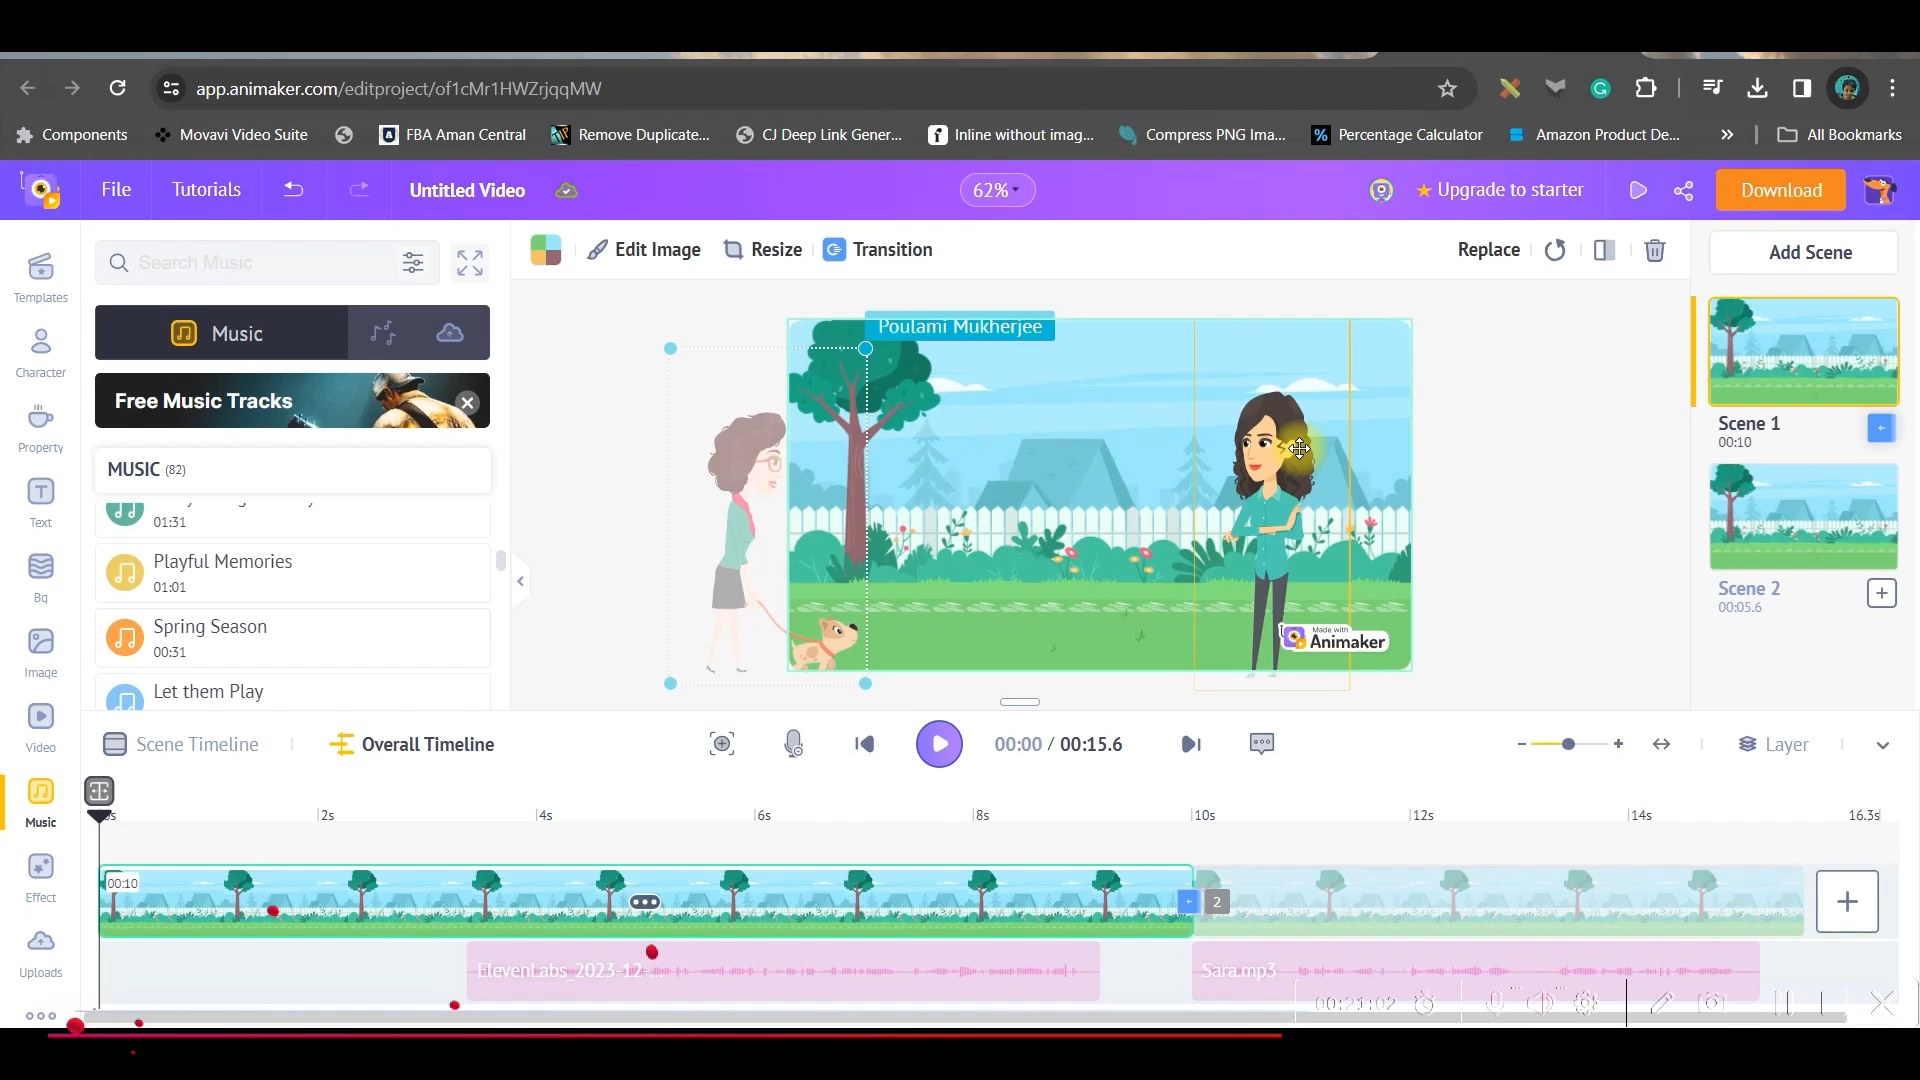 app.animaker.com/editproject/of1cMr1HWZrjqqMW
Components
Movavi Video Suite
FBA Aman Central
Remove Duplicate...
CJ Deep Link Gener...
Inline without imag...
Compress PNG Ima...
Percentage Calculator
Amazon Product De...
»
All Bookmarks
File
Tutorials
Untitled Video
62%
Upgrade to starter
Download
Search Music
Edit Image
Resize
Transition
Replace
Add Scene
Templates
Character
Property
Text
Bg
Image
Video
Music
Effect
Uploads
Music
Free Music Tracks
MUSIC (82)
01:31
Playful Memories
01:01
Spring Season
00:31
Let them Play
Poulami Mukherjee
Made with
Animaker
Scene 1
00:10
Scene 2
00:05.6
Scene Timeline
Overall Timeline
00:00 / 00:15.6
Layer
2s
4s
6s
8s
10s
12s
14s
16.3s
00:10
2
ElevenLabs_2023-12-...
Sara.mp3
00:21:02